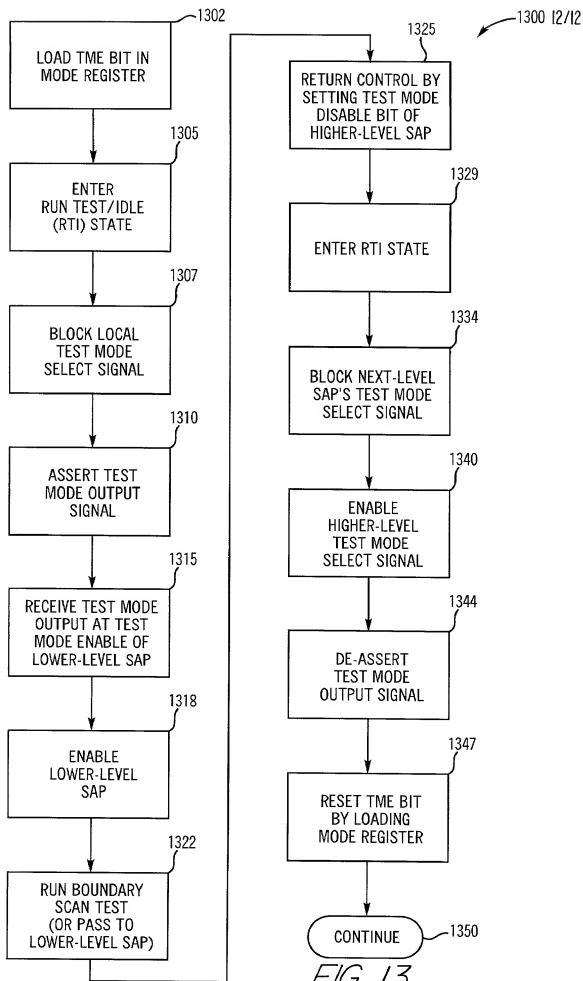 1300 12/12
1302
LOAD TME BIT IN
MODE REGISTER
1305
ENTER
RUN TEST/IDLE
(RTI) STATE
1307
BLOCK LOCAL
TEST MODE
SELECT SIGNAL
1310
ASSERT TEST
MODE OUTPUT
SIGNAL
1315
RECEIVE TEST MODE
OUTPUT AT TEST
MODE ENABLE OF
LOWER-LEVEL SAP
1318
ENABLE
LOWER-LEVEL
SAP
1322
RUN BOUNDARY
SCAN TEST
(OR PASS TO
LOWER-LEVEL SAP)
1325
RETURN CONTROL BY
SETTING TEST MODE
DISABLE BIT OF
HIGHER-LEVEL SAP
1329
ENTER RTI STATE
1334
BLOCK NEXT-LEVEL
SAP'S TEST MODE
SELECT SIGNAL
1340
ENABLE
HIGHER-LEVEL
TEST MODE
SELECT SIGNAL
1344
DE-ASSERT
TEST MODE
OUTPUT SIGNAL
1347
RESET TME BIT
BY LOADING
MODE REGISTER
CONTINUE
1350
FIG. 13